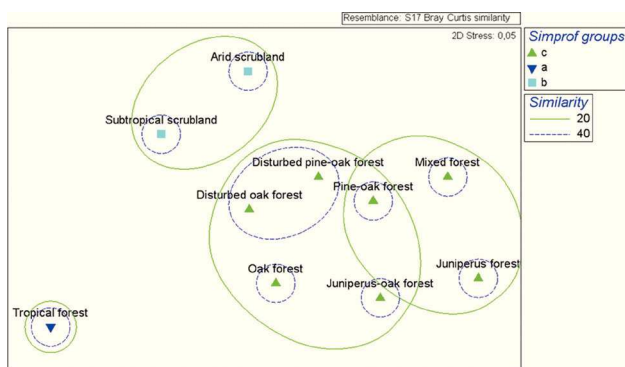 Resemblance: S17 Bray Curtis similarity
2D Stress: 0,05
Simprof groups
c
a
b
Similarity
20
40
Arid scrubland
Subtropical scrubland
Disturbed pine-oak forest
Mixed forest
Disturbed oak forest
Pine-oak forest
Oak forest
Juniperus forest
Juniperus-oak forest
Tropical forest